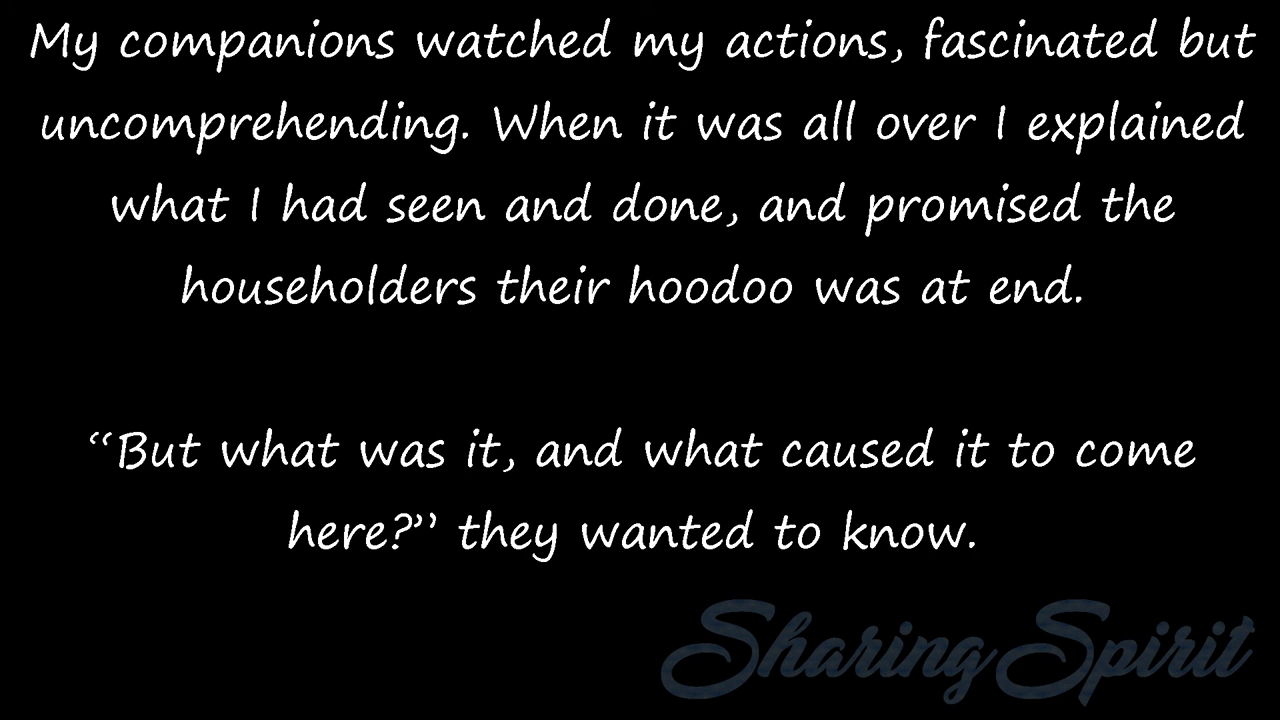 My companions watched my actions, fascinated but
uncomprehending. When it was all over I explained
what I had seen and done, and promised the
householders their hoodoo was at end.
“But what was it, and what caused it to come
here?” they wanted to know.
SharingSpirit